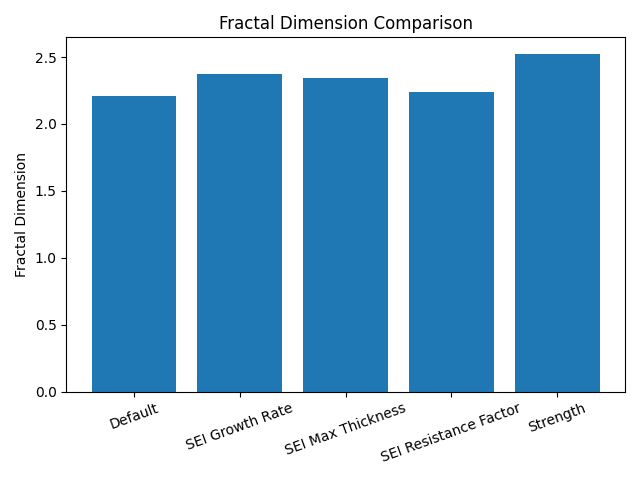 Fractal Dimension Comparison
Fractal Dimension
2.5
2.0
1.5
1.0
0.5
0.0
Default
SEI Growth Rate
SEI Max Thickness
SEI Resistance Factor
Strength